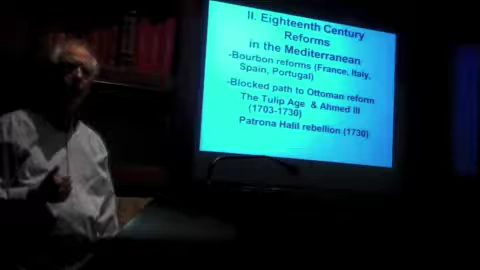 II. Eighteenth Century
Reforms
in the Mediterranean
-Bourbon reforms (France, Italy,
Spain, Portugal)
-Blocked path to Ottoman reform
The Tulip Age & Ahmed III
(1703-1730)
Patrona Halil rebellion (1730)